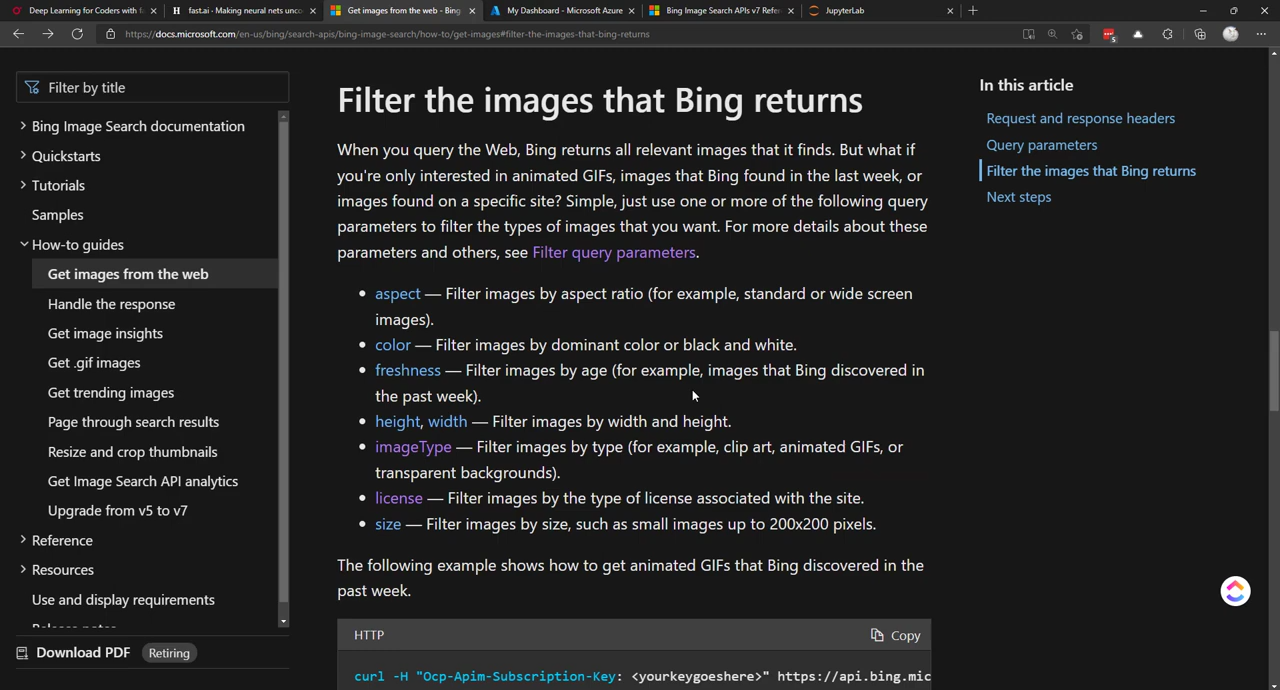 Deep Learning for Coders with fa
fast.ai - Making neural nets unco
Get images from the web - Bing
My Dashboard - Microsoft Azure
Bing Image Search APIs v7 Refer
JupyterLab
https://docs.microsoft.com/en-us/bing/search-apis/bing-image-search/how-to/get-images#filter-the-images-that-bing-returns
Filter by title
Bing Image Search documentation
Quickstarts
Tutorials
Samples
How-to guides
Get images from the web
Handle the response
Get image insights
Get .gif images
Get trending images
Page through search results
Resize and crop thumbnails
Get Image Search API analytics
Upgrade from v5 to v7
Reference
Resources
Use and display requirements
Download PDF
Retiring
Filter the images that Bing returns
When you query the Web, Bing returns all relevant images that it finds. But what if
you're only interested in animated GIFs, images that Bing found in the last week, or
images found on a specific site? Simple, just use one or more of the following query
parameters to filter the types of images that you want. For more details about these
parameters and others, see Filter query parameters.
• aspect — Filter images by aspect ratio (for example, standard or wide screen
images).
• color — Filter images by dominant color or black and white.
• freshness — Filter images by age (for example, images that Bing discovered in
the past week).
• height, width — Filter images by width and height.
• imageType — Filter images by type (for example, clip art, animated GIFs, or
transparent backgrounds).
• license — Filter images by the type of license associated with the site.
• size — Filter images by size, such as small images up to 200x200 pixels.
The following example shows how to get animated GIFs that Bing discovered in the
past week.
HTTP
Copy
curl -H "Ocp-Apim-Subscription-Key: <yourkeygoeshere>" https://api.bing.mic
In this article
Request and response headers
Query parameters
Filter the images that Bing returns
Next steps